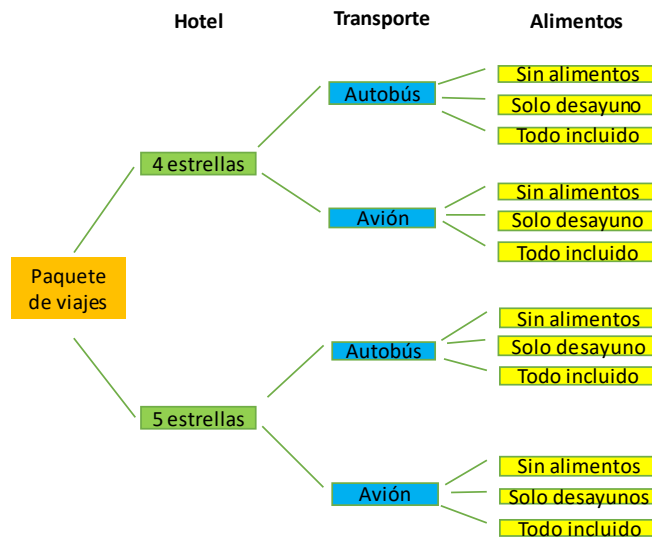 Hotel
Transporte
Alimentos
Sin alimentos
Autobús
Solo desayuno
Todo incluido
4 estrellas
Sin alimentos
Avión
Solo desayuno
Todo incluido
Paquete
de viajes
Sin alimentos
Autobús
Solo desayuno
Todo incluido
5 estrellas
Sin alimentos
Avión
Solo desayunos
Todo incluido